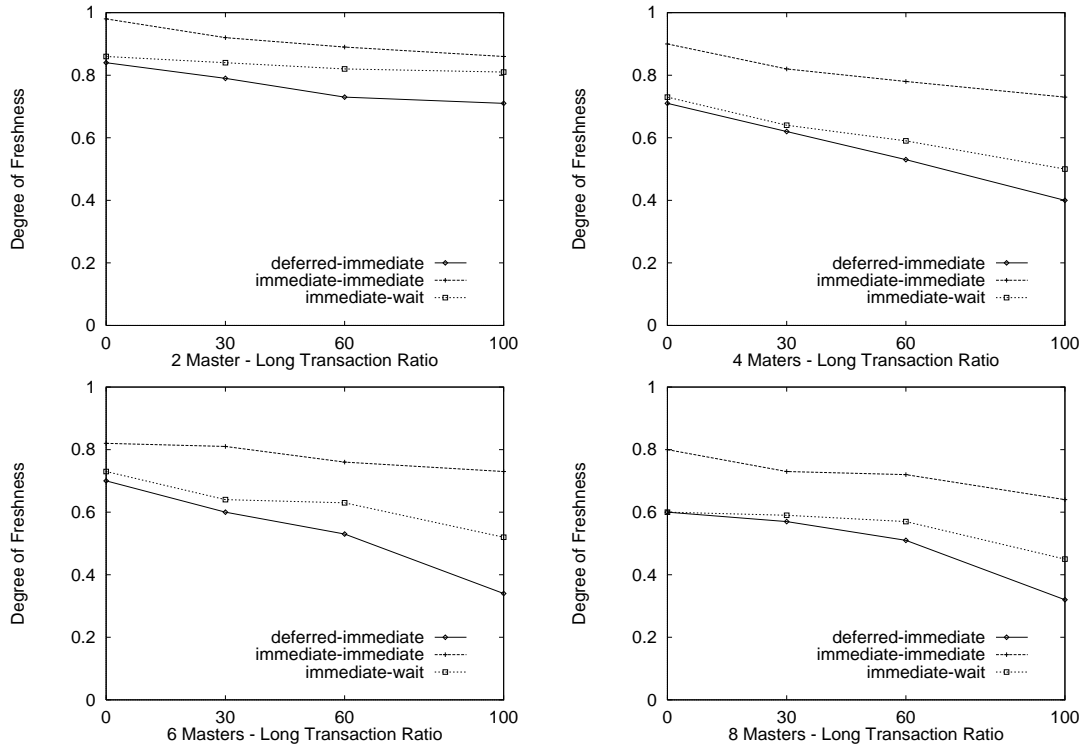 1
0.8
0.6
0.4
0.2
0
Degree of Freshness
deferred-immediate
immediate-immediate
immediate-wait
0 30 60 100
2 Master - Long Transaction Ratio
1
0.8
0.6
0.4
0.2
0
Degree of Freshness
deferred-immediate
immediate-immediate
immediate-wait
0 30 60 100
4 Maters - Long Transaction Ratio
1
0.8
0.6
0.4
0.2
0
Degree of Freshness
deferred-immediate
immediate-immediate
immediate-wait
0 30 60 100
6 Masters - Long Transaction Ratio
1
0.8
0.6
0.4
0.2
0
Degree of Freshness
deferred-immediate
immediate-immediate
immediate-wait
0 30 60 100
8 Masters - Long Transaction Ratio